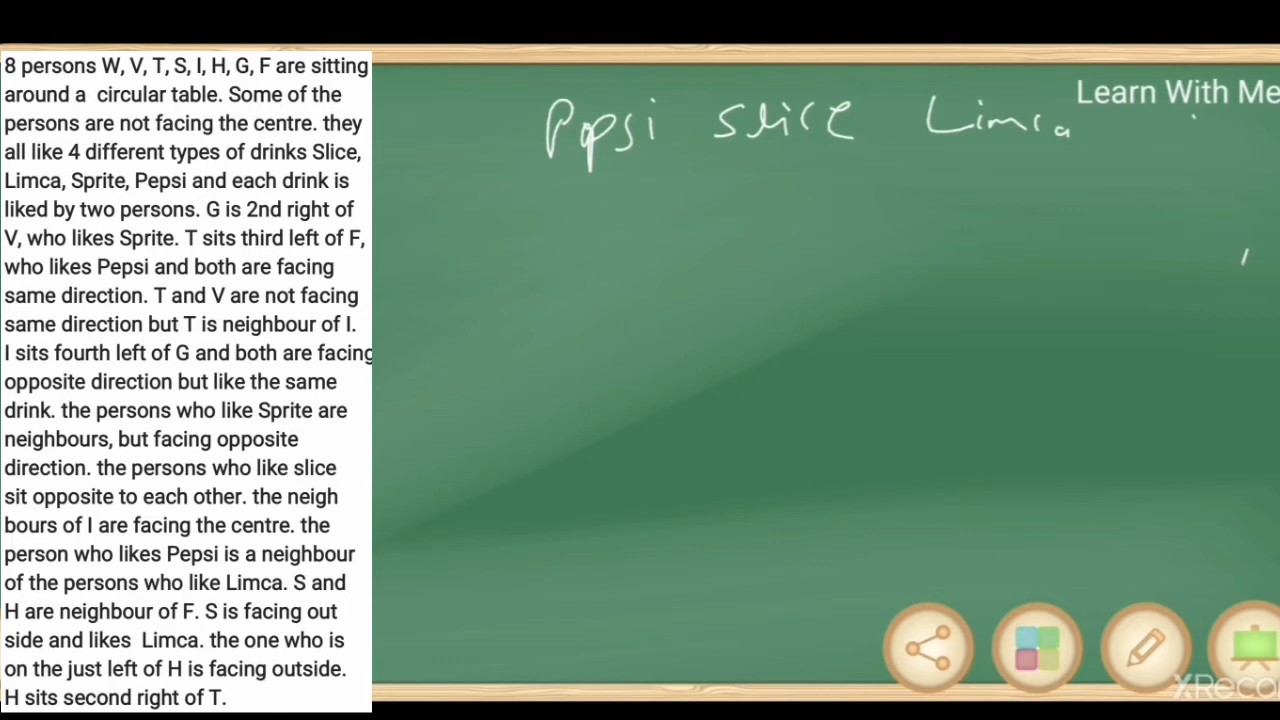 8 persons W, V, T, S, I, H, G, F are sitting
around a circular table. Some of the
persons are not facing the centre. they
all like 4 different types of drinks Slice,
Limca, Sprite, Pepsi and each drink is
liked by two persons. G is 2nd right of
V, who likes Sprite. T sits third left of F,
who likes Pepsi and both are facing
same direction. T and V are not facing
same direction but T is neighbour of I.
I sits fourth left of G and both are facing
opposite direction but like the same
drink. the persons who like Sprite are
neighbours, but facing opposite
direction. the persons who like slice
sit opposite to each other. the neigh
bours of I are facing the centre. the
person who likes Pepsi is a neighbour
of the persons who like Limca. S and
H are neighbour of F. S is facing out
side and likes Limca. the one who is
on the just left of H is facing outside.
H sits second right of T.
Pepsi slice Limca
Learn With Me
XReco